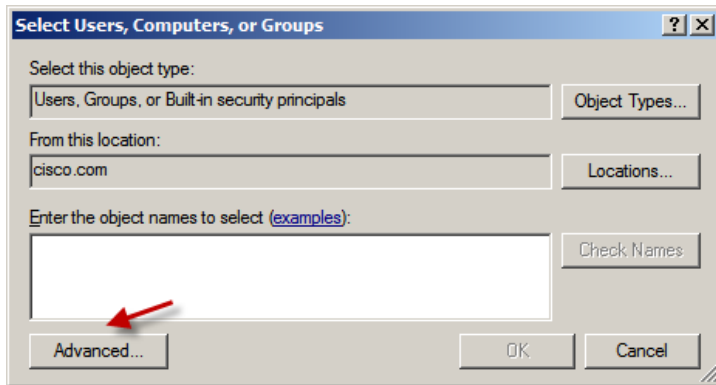 Select Users, Computers, or Groups
Select this object type:
Users, Groups, or Built-in security principals
Object Types...
From this location:
cisco.com
Locations...
Enter the object names to select (examples):
Check Names
Advanced...
OK
Cancel